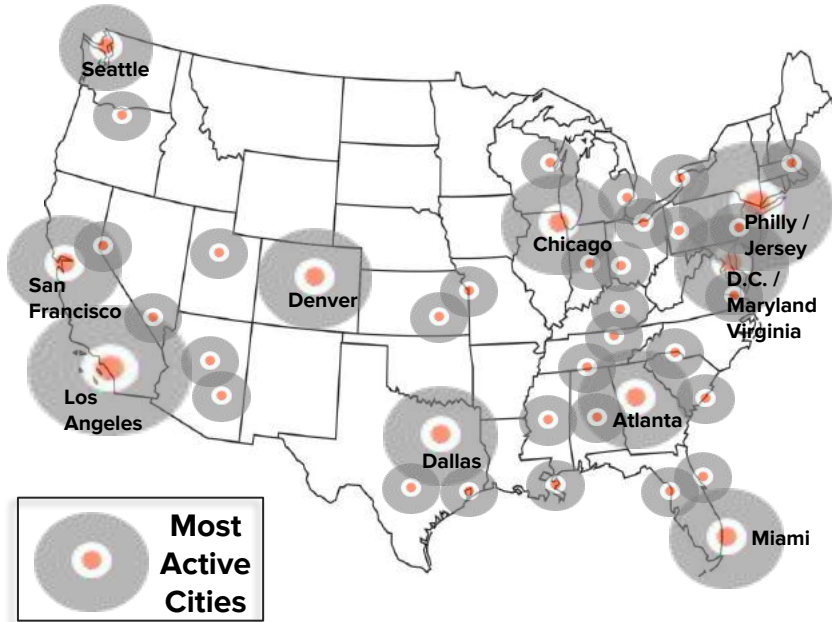 Seattle
San
Francisco
Los
Angeles
Denver
Dallas
Chicago
Atlanta
Miami
Philly /
Jersey
D.C. /
Maryland
Virginia
Most
Active
Cities